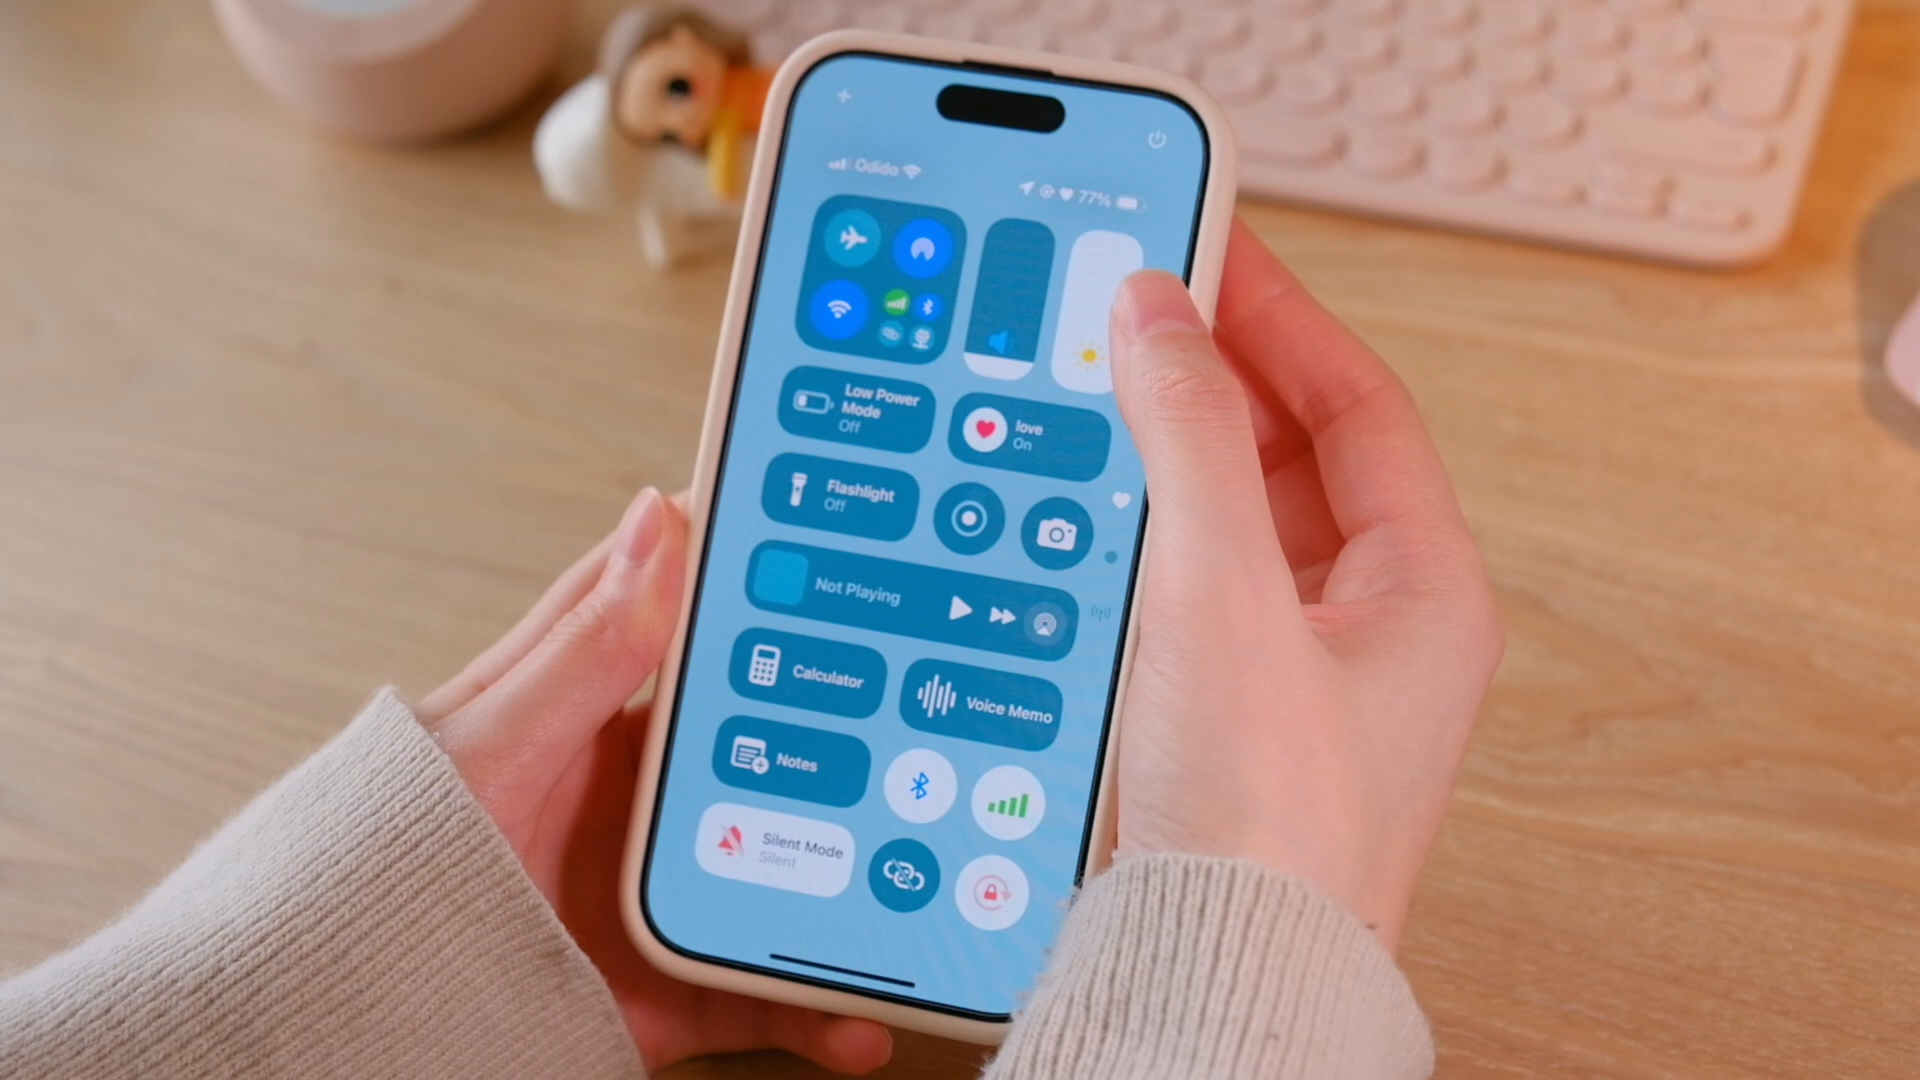 Odido
77%
Low Power
Mode
Off
love
On
Flashlight
Off
Not Playing
Calculator
Voice Memo
Notes
Silent Mode
Silent